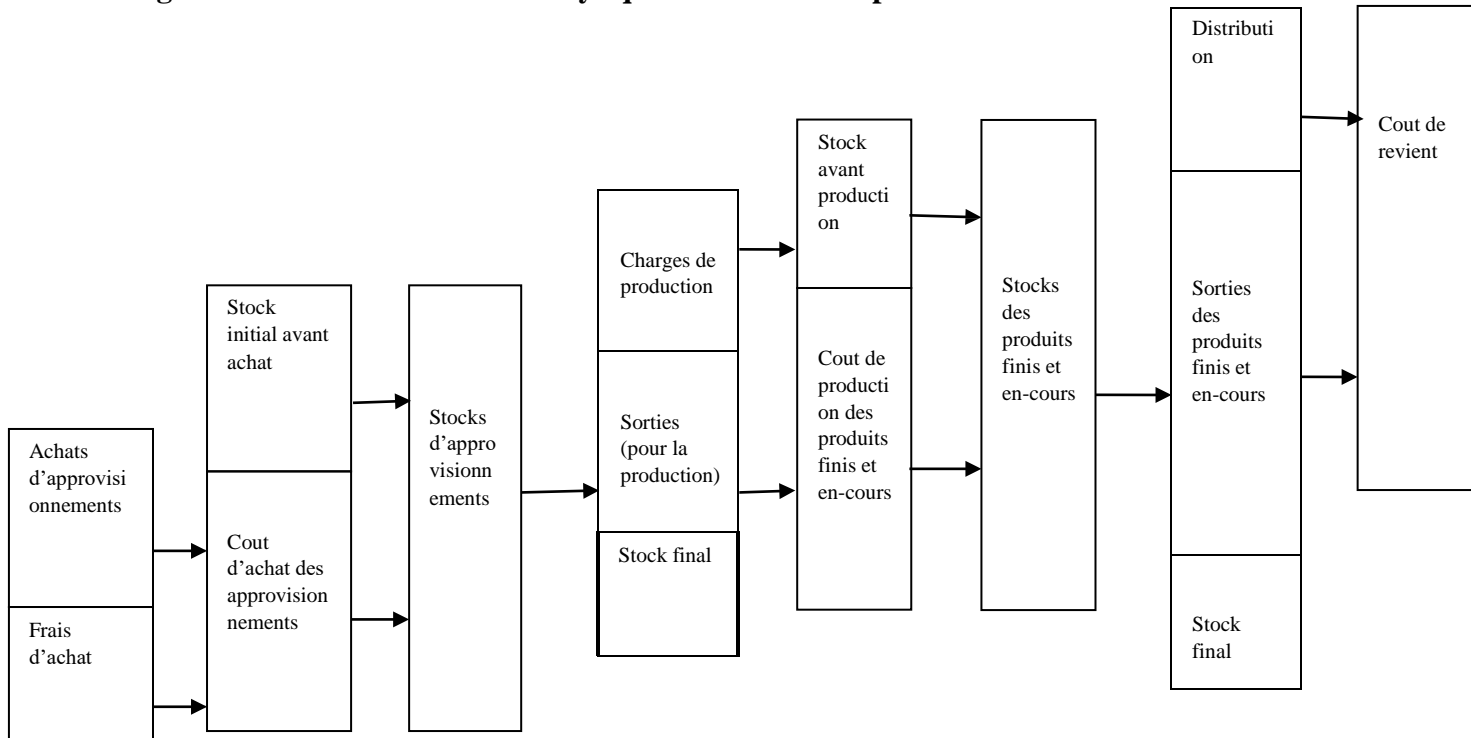 Achats
d’approvisi
onnements
Frais
d’achat
Stock
initial avant
achat
Cout
d’achat des
approvision
nements
Stocks
d’appro
visionn
ements
Charges de
production
Sorties
(pour la
production)
Stock final
Stock
avant
producti
on
Cout de
producti
on des
produits
finis et
en-cours
Stocks
des
produits
finis et
en-cours
Distributi
on
Sorties
des
produits
finis et
en-cours
Stock
final
Cout de
revient